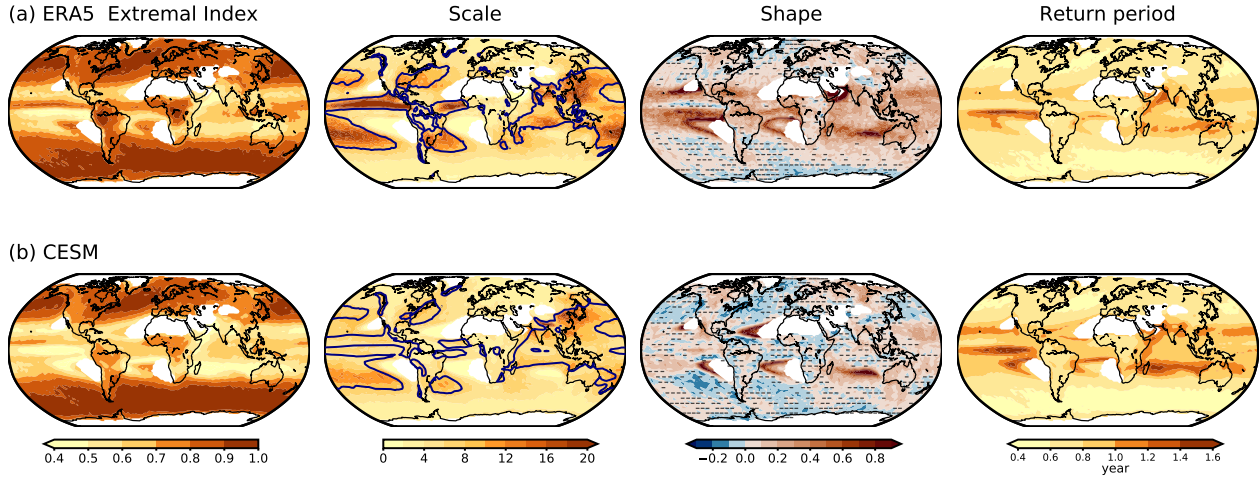 (a) ERA5 Extremal Index Scale Shape Return period
(b) CESM
0.4 0.5 0.6 0.7 0.8 0.9 1.0
0 4 8 12 16 20
−0.2 0.0 0.2 0.4 0.6 0.8
0.4 0.6 0.8 1.0 1.2 1.4 1.6
year